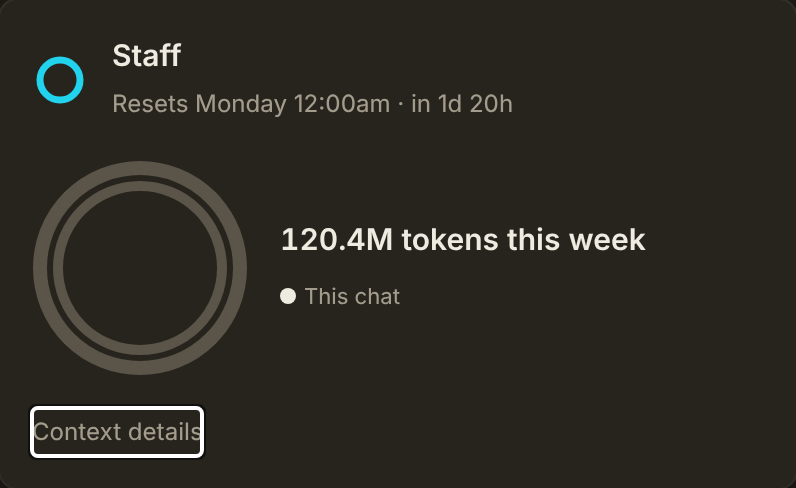 Staff
Resets Monday 12:00am · in 1d 20h
120.4M tokens this week
This chat
Context details